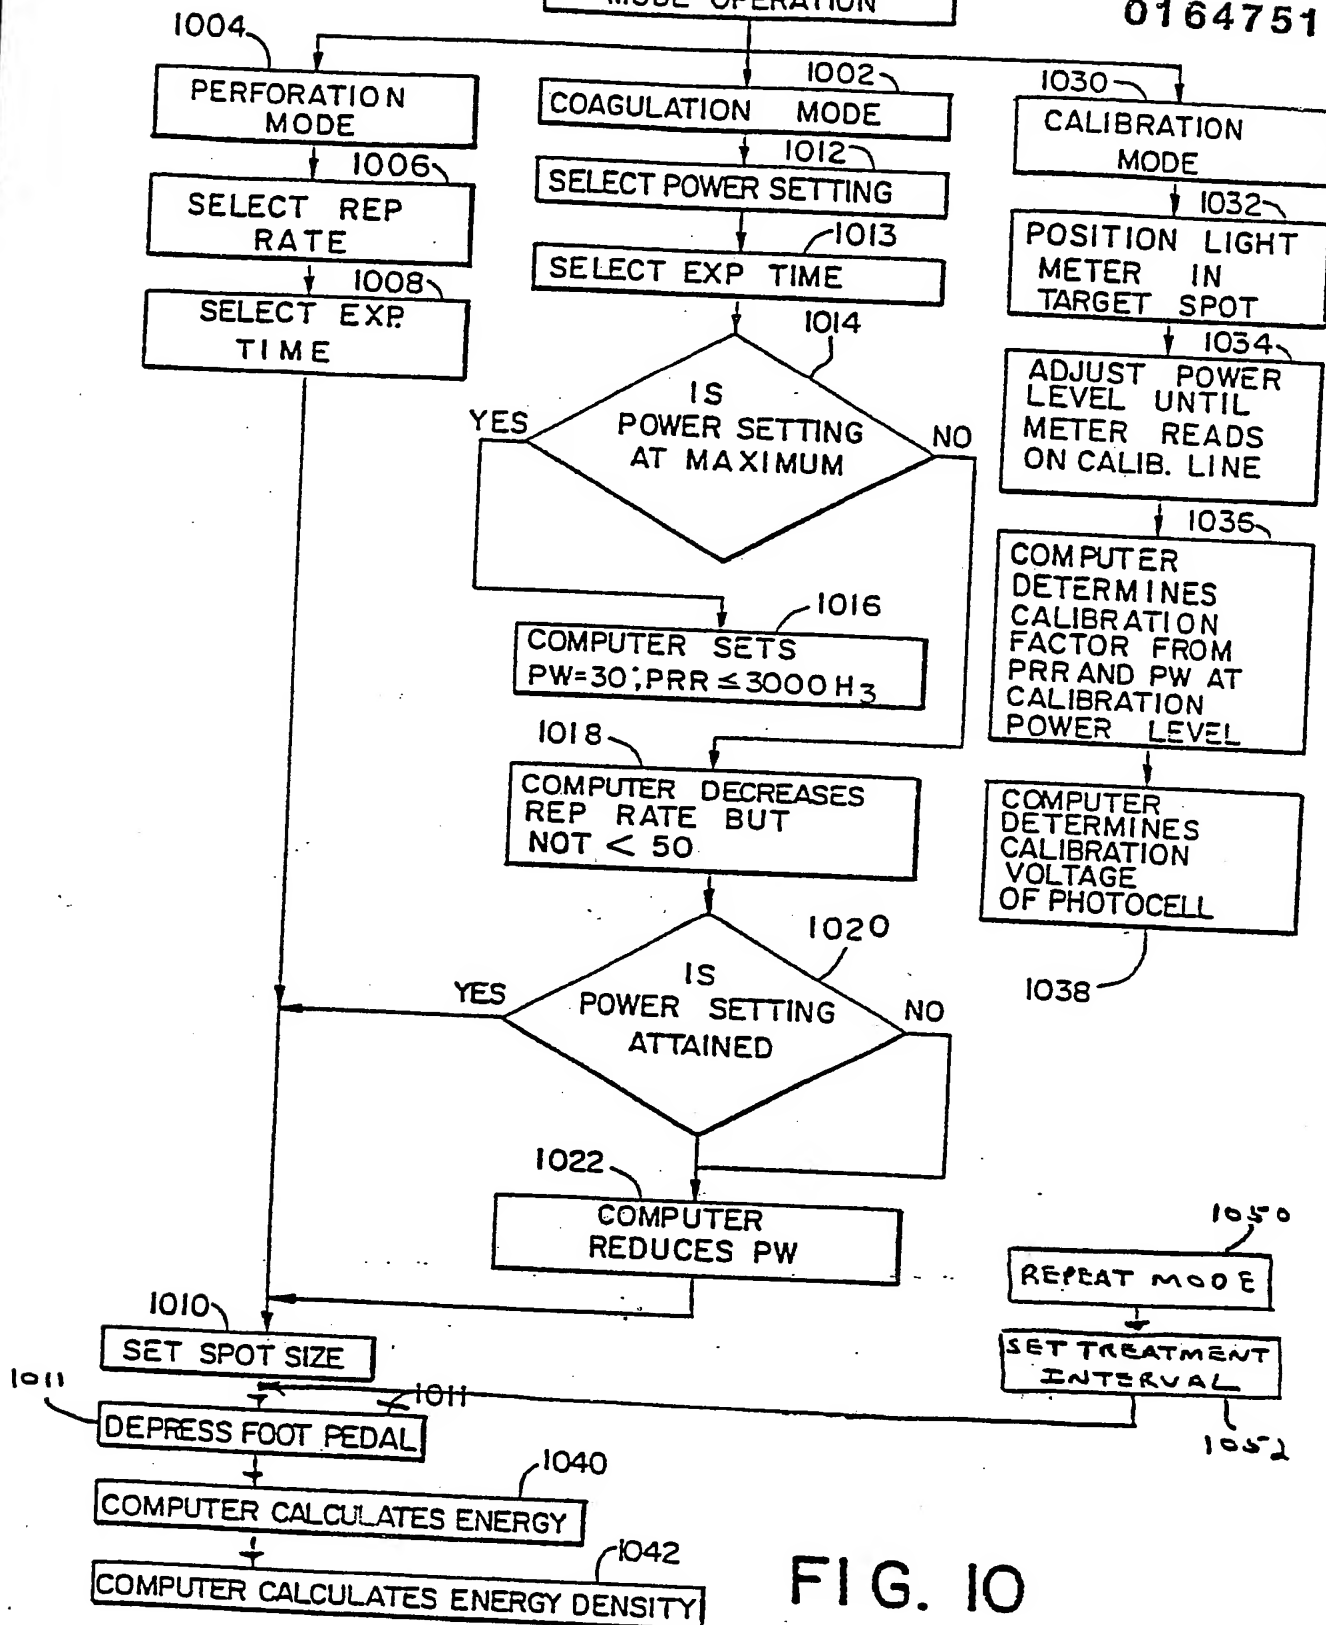 MODE OPERATION
0164751
1004
PERFORATION
MODE
1006
SELECT REP
RATE
1008
SELECT EXP.
TIME
1002
COAGULATION MODE
1012
SELECT POWER SETTING
1013
SELECT EXP TIME
1014
IS
POWER SETTING
AT MAXIMUM
YES
NO
1016
COMPUTER SETS
PW=30;PRR ≤3000 H3
1018
COMPUTER DECREASES
REP RATE BUT
NOT < 50
1020
IS
POWER SETTING
ATTAINED
YES
NO
1022
COMPUTER
REDUCES PW
1030
CALIBRATION
MODE
1032
POSITION LIGHT
METER IN
TARGET SPOT
1034
ADJUST POWER
LEVEL UNTIL
METER READS
ON CALIB. LINE
1036
COMPUTER
DETERMINES
CALIBRATION
FACTOR FROM
PRR AND PW AT
CALIBRATION
POWER LEVEL
COMPUTER
DETERMINES
CALIBRATION
VOLTAGE
OF PHOTOCELL
1038
1050
REPEAT MODE
SET TREATMENT
INTERVAL
1052
1010
SET SPOT SIZE
1011
1011
DEPRESS FOOT PEDAL
1040
COMPUTER CALCULATES ENERGY
1042
COMPUTER CALCULATES ENERGY DENSITY
FIG. 10